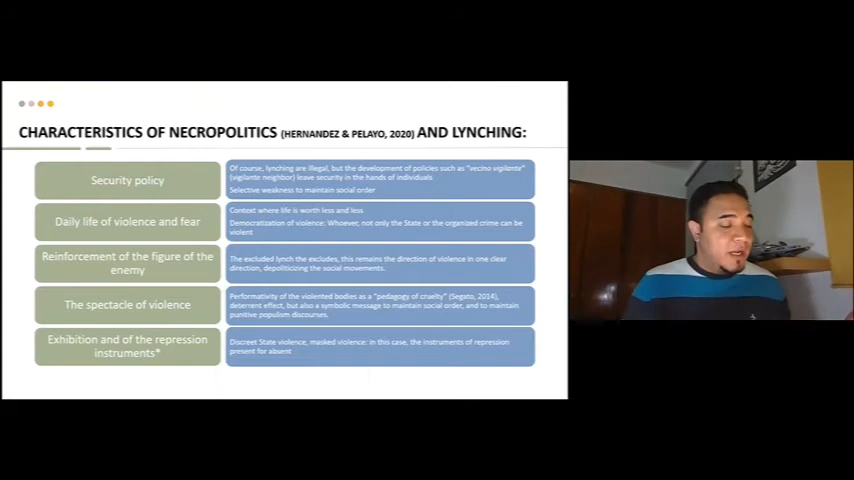 CHARACTERISTICS OF NECROPOLITICS (HERNANDEZ & PELAYO, 2020) AND LYNCHING:
Security policy
Of course, lynching are illegal, but the development of policies such as "vecino vigilante"
(vigilante neighbor) leave security in the hands of individuals
Selective weakness to maintain social order
Daily life of violence and fear
Context where life is worth less and less
Democratization of violence: Whoever, not only the State or the organized crime can be
violent
Reinforcement of the figure of the
enemy
The excluded lynch the excludes, this remains the direction of violence in one clear
direction, depoliticizing the social movements.
The spectacle of violence
Performativity of the violented bodies as a "pedagogy of cruelty" (Segato, 2014),
deterrent effect, but also a symbolic message to maintain social order, and to maintain
punitive populism discourses.
Exhibition and of the repression
instruments*
Discreet State violence, masked violence: in this case, the instruments of repression
present for absent